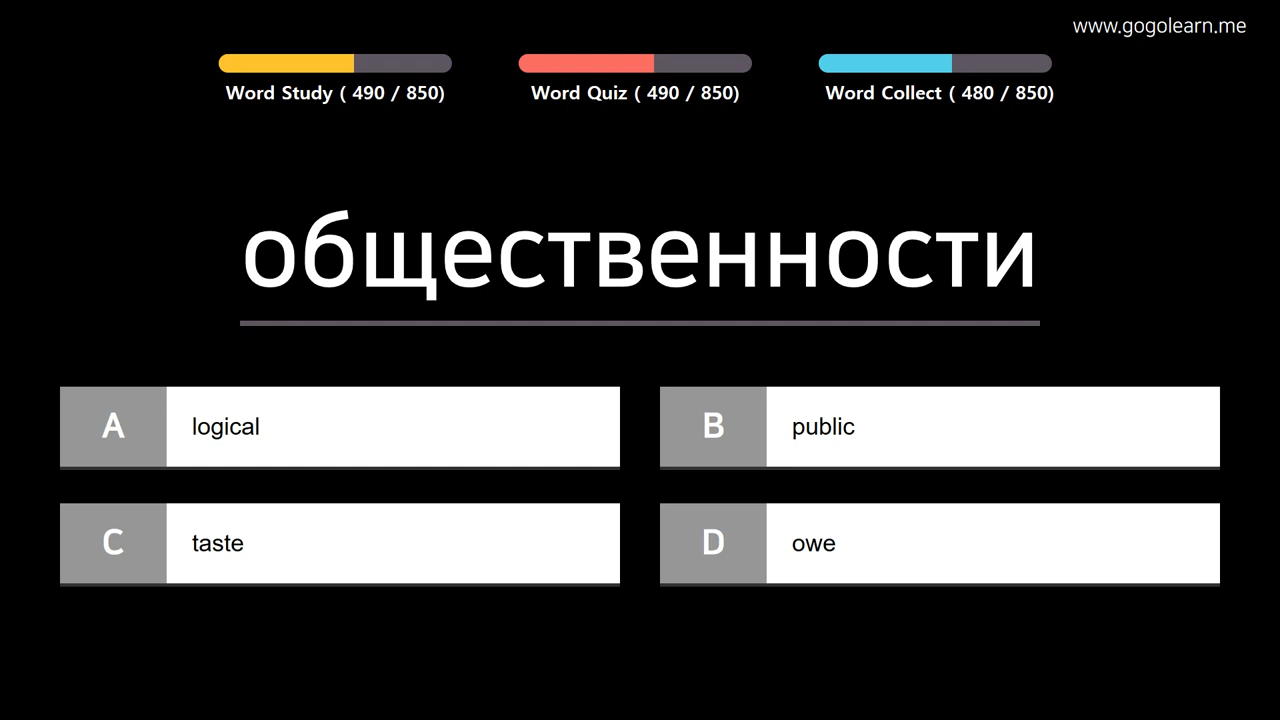 www.gogolearn.me
Word Study ( 490 / 850)
Word Quiz ( 490 / 850)
Word Collect ( 480 / 850)
общественности
A logical
B public
C taste
D owe